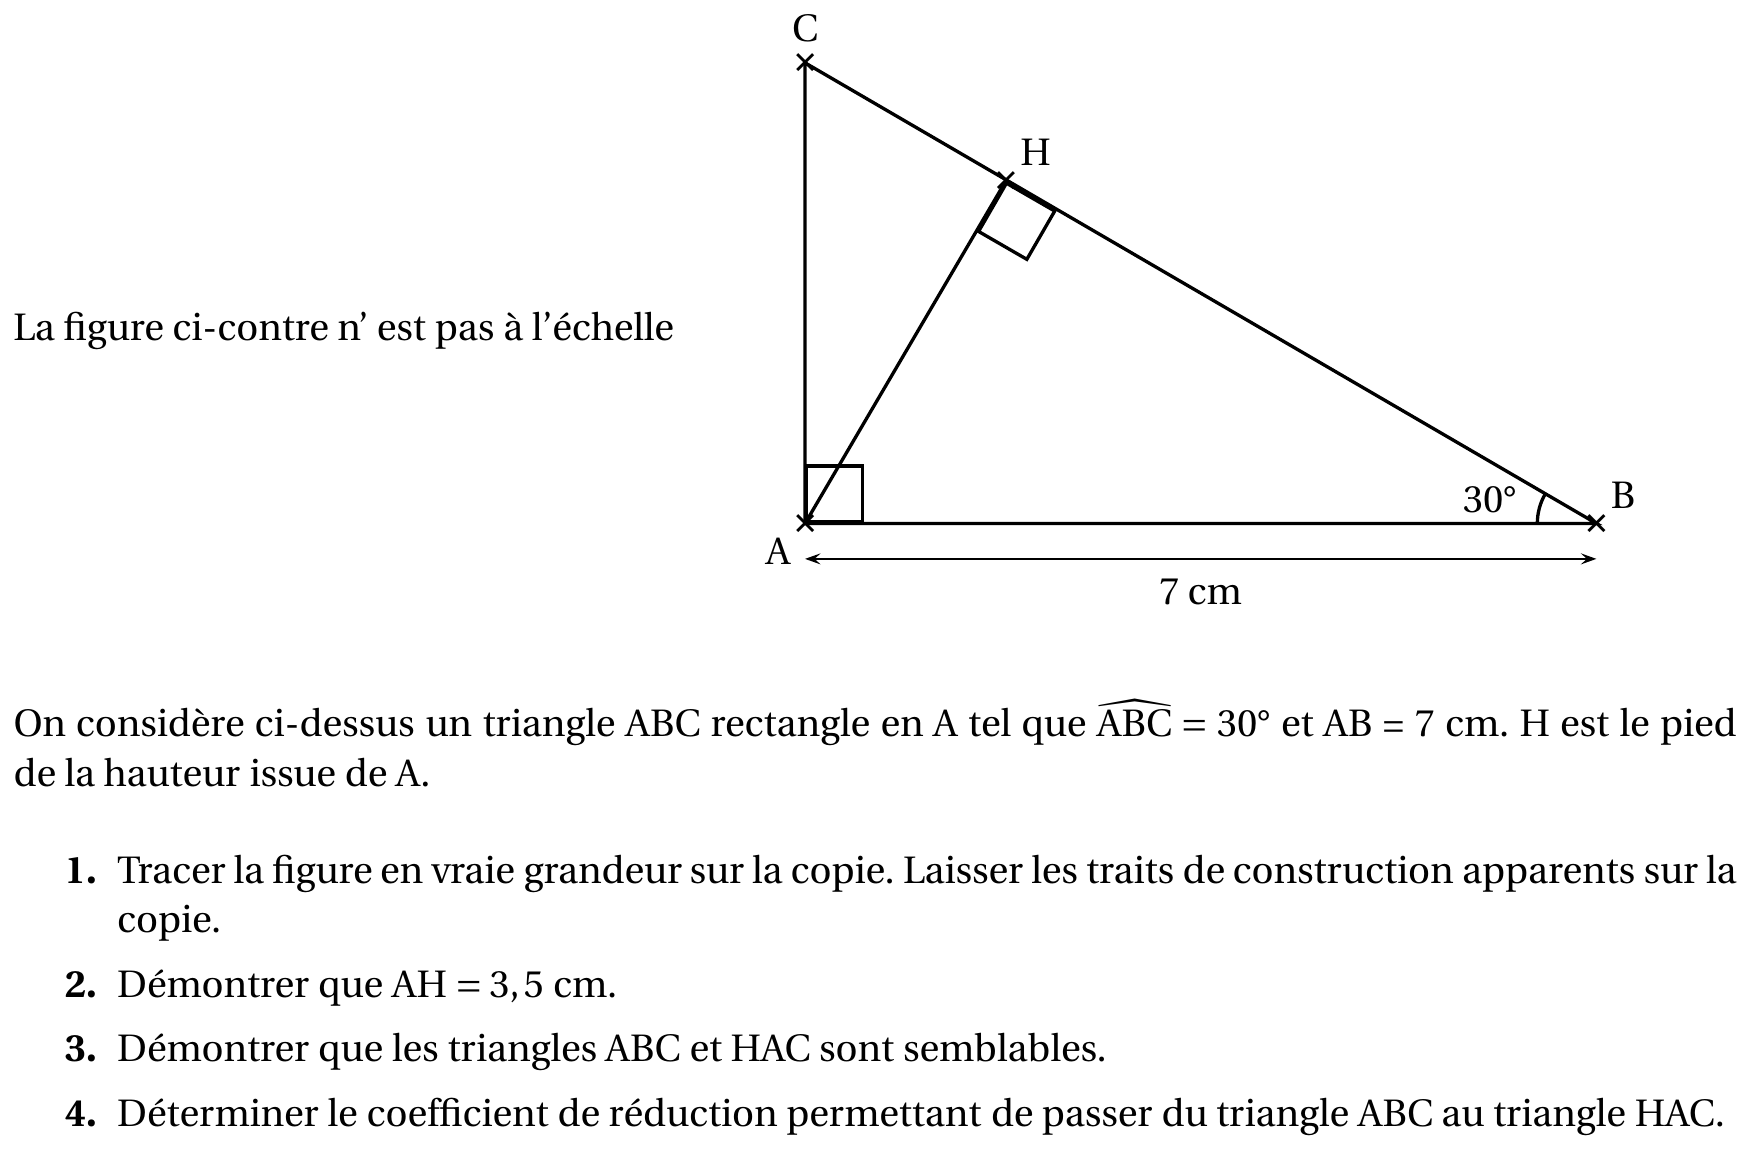 C
H
La figure ci-contre n’ est pas à l’échelle
30°
B
A
7 cm
On considère ci-dessus un triangle ABC rectangle en A tel que \widehat{ABC} = 30° et AB = 7 cm. H est le pied
de la hauteur issue de A.
1. Tracer la figure en vraie grandeur sur la copie. Laisser les traits de construction apparents sur la
copie.
2. Démontrer que AH = 3,5 cm.
3. Démontrer que les triangles ABC et HAC sont semblables.
4. Déterminer le coefficient de réduction permettant de passer du triangle ABC au triangle HAC.